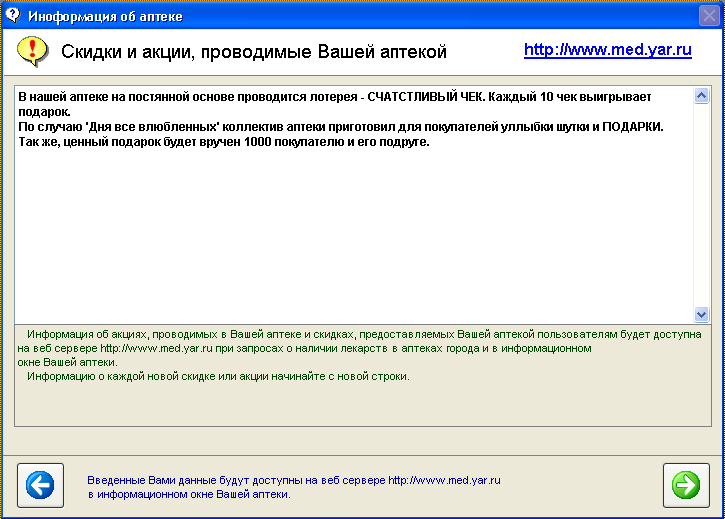 Иноформация об аптеке
Скидки и акции, проводимые Вашей аптекой
http://www.med.yar.ru
В нашей аптеке на постянной основе проводится лотерея - СЧАТСТЛИВЫЙ ЧЕК. Каждый 10 чек выигрывает
подарок.
По случаю 'Дня все влюбленных' коллектив аптеки приготовил для покупателей уллыбки шутки и ПОДАРКИ.
Так же, ценный подарок будет вручен 1000 покупателю и его подруге.
Информация об акциях, проводимых в Вашей аптеке и скидках, предоставляемых Вашей аптекой пользователям будет доступна
на веб сервере http://www.med.yar.ru при запросах о наличии лекарств в аптеках города и в информационном
окне Вашей аптеки.
Информацию о каждой новой скидке или акции начинайте с новой строки.
Введенные Вами данные будут доступны на веб сервере http://www.med.yar.ru
в информационном окне Вашей аптеки.